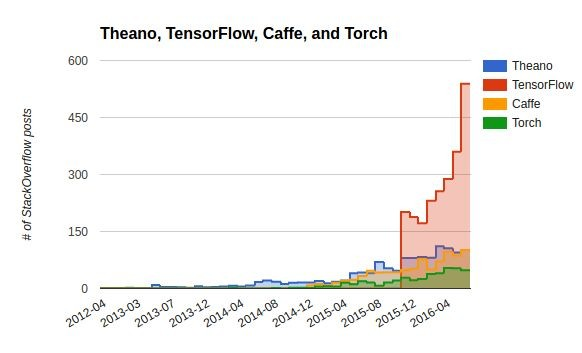 Theano, TensorFlow, Caffe, and Torch
# of StackOverflow posts
600
450
300
150
0
2012-04
2013-03
2013-07
2013-12
2014-04
2014-08
2014-12
2015-04
2015-08
2015-12
2016-04
Theano
TensorFlow
Caffe
Torch